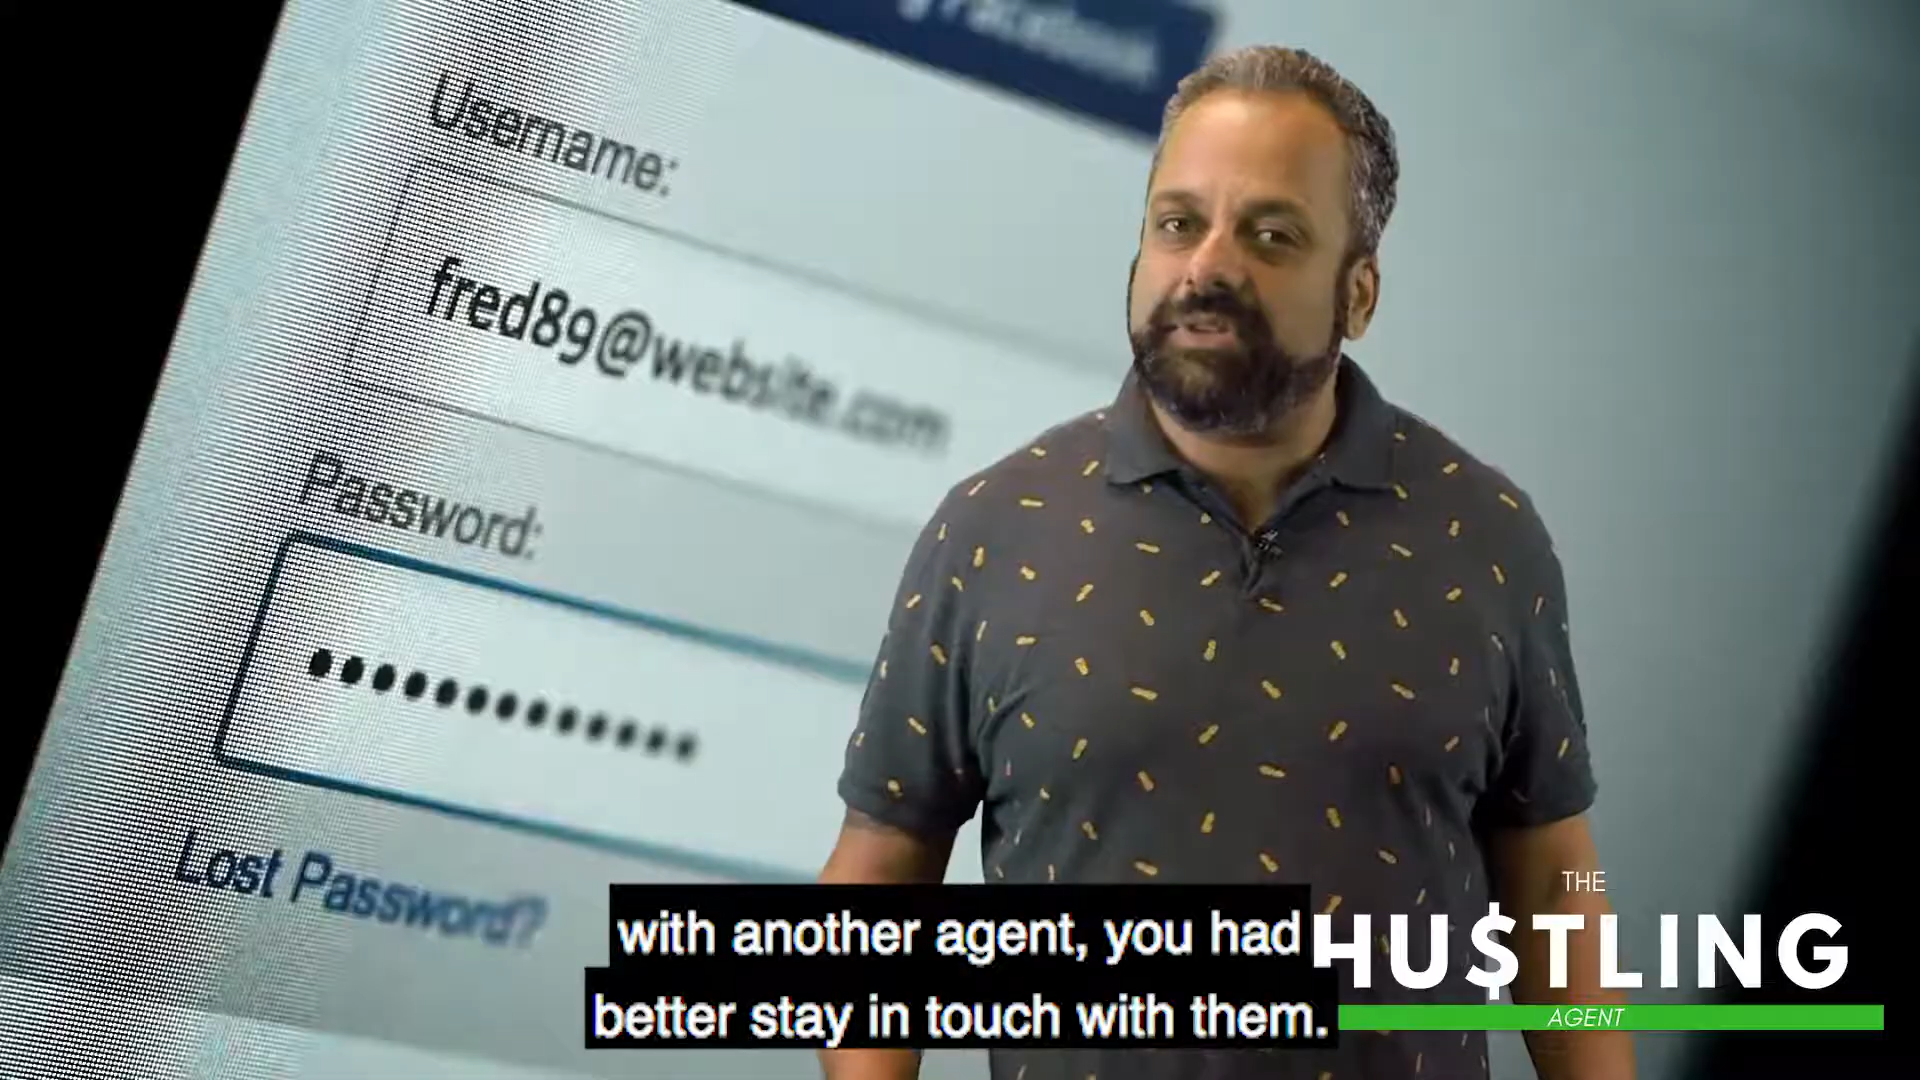 Facebook
Username:
fred89@website.com
Password:
Lost Password?
with another agent, you had
better stay in touch with them.
THE
HU$TLING
AGENT